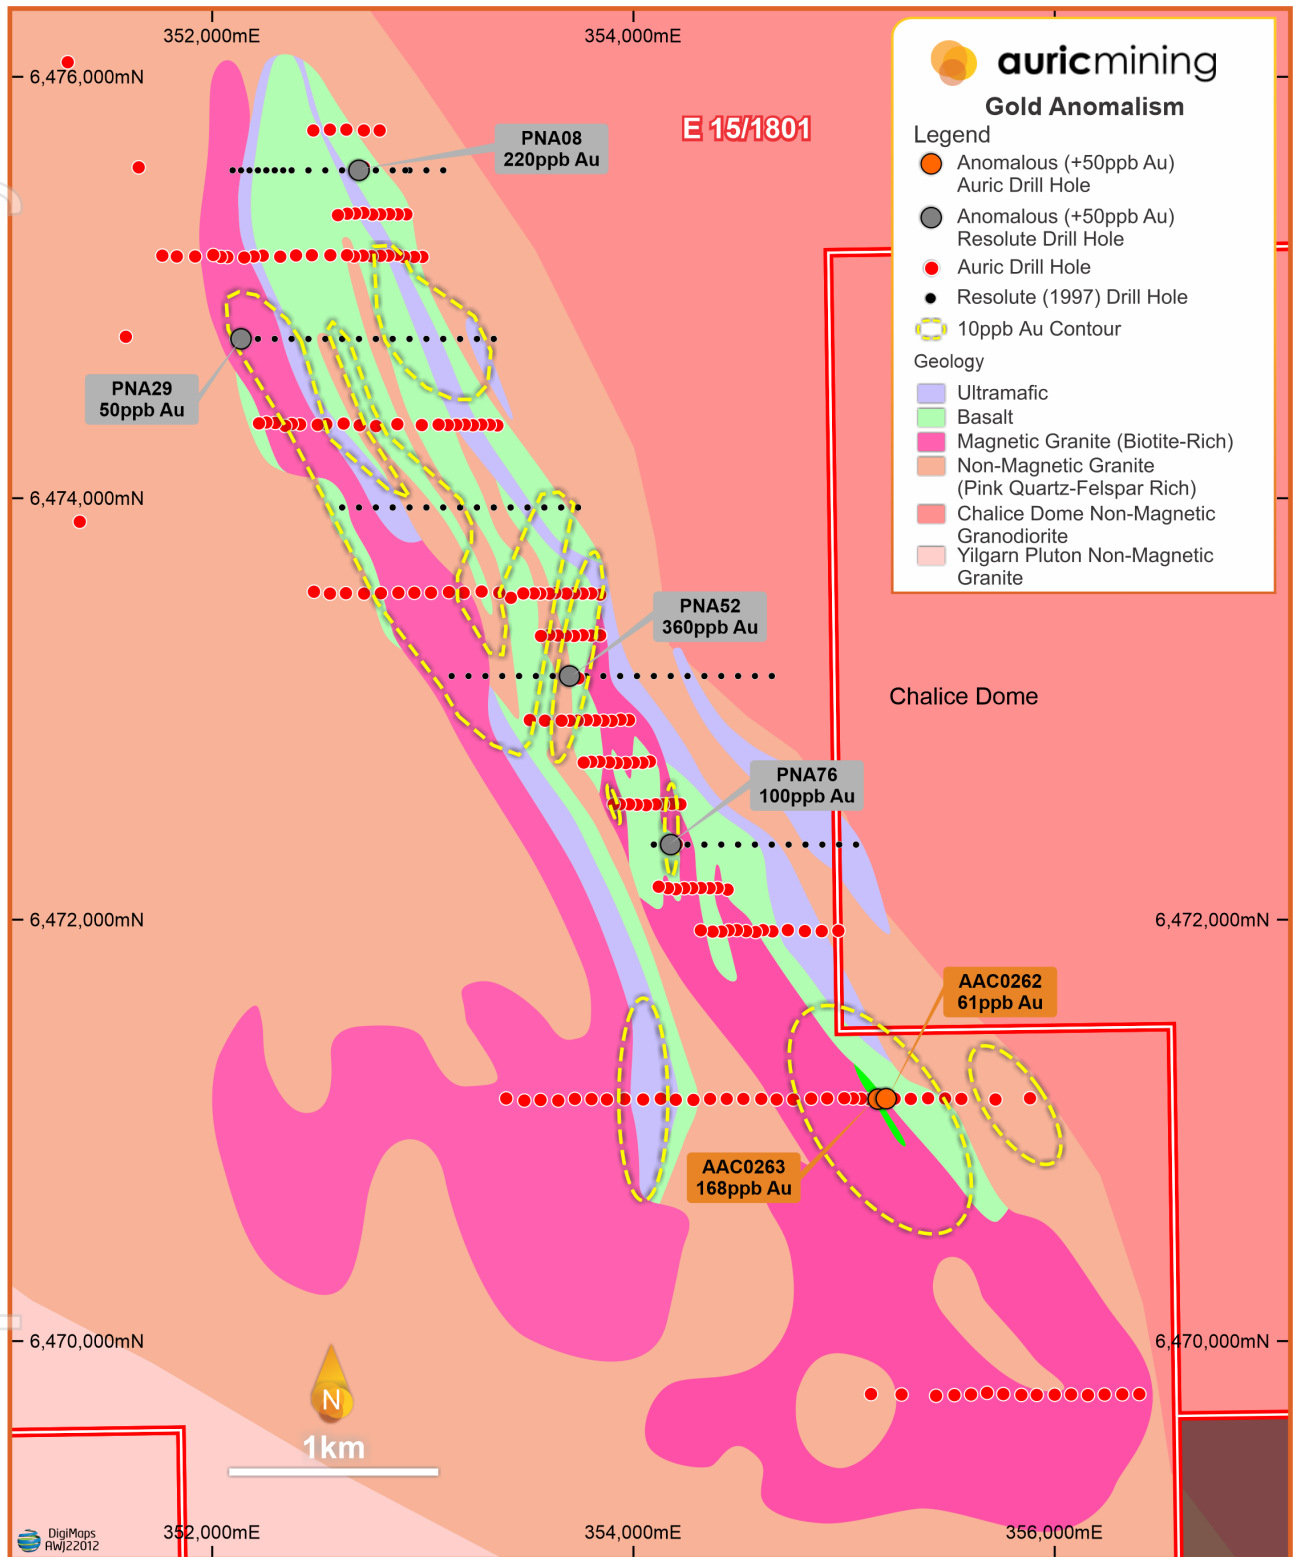 352,000mE
354,000mE
6,476,000mN
auricmining
Gold Anomalism
Legend
Anomalous (+50ppb Au)
Auric Drill Hole
Anomalous (+50ppb Au)
Resolute Drill Hole
Auric Drill Hole
Resolute (1997) Drill Hole
10ppb Au Contour
Geology
Ultramafic
Basalt
Magnetic Granite (Biotite-Rich)
Non-Magnetic Granite
(Pink Quartz-Felspar Rich)
Chalice Dome Non-Magnetic
Granodiorite
Yilgarn Pluton Non-Magnetic
Granite
E 15/1801
PNA08
220ppb Au
PNA29
50ppb Au
6,474,000mN
PNA52
360ppb Au
Chalice Dome
PNA76
100ppb Au
6,472,000mN
6,472,000mN
AAC0262
61ppb Au
AAC0263
168ppb Au
6,470,000mN
6,470,000mN
N
1km
DigiMaps
AWJ22012
352,000mE
354,000mE
356,000mE